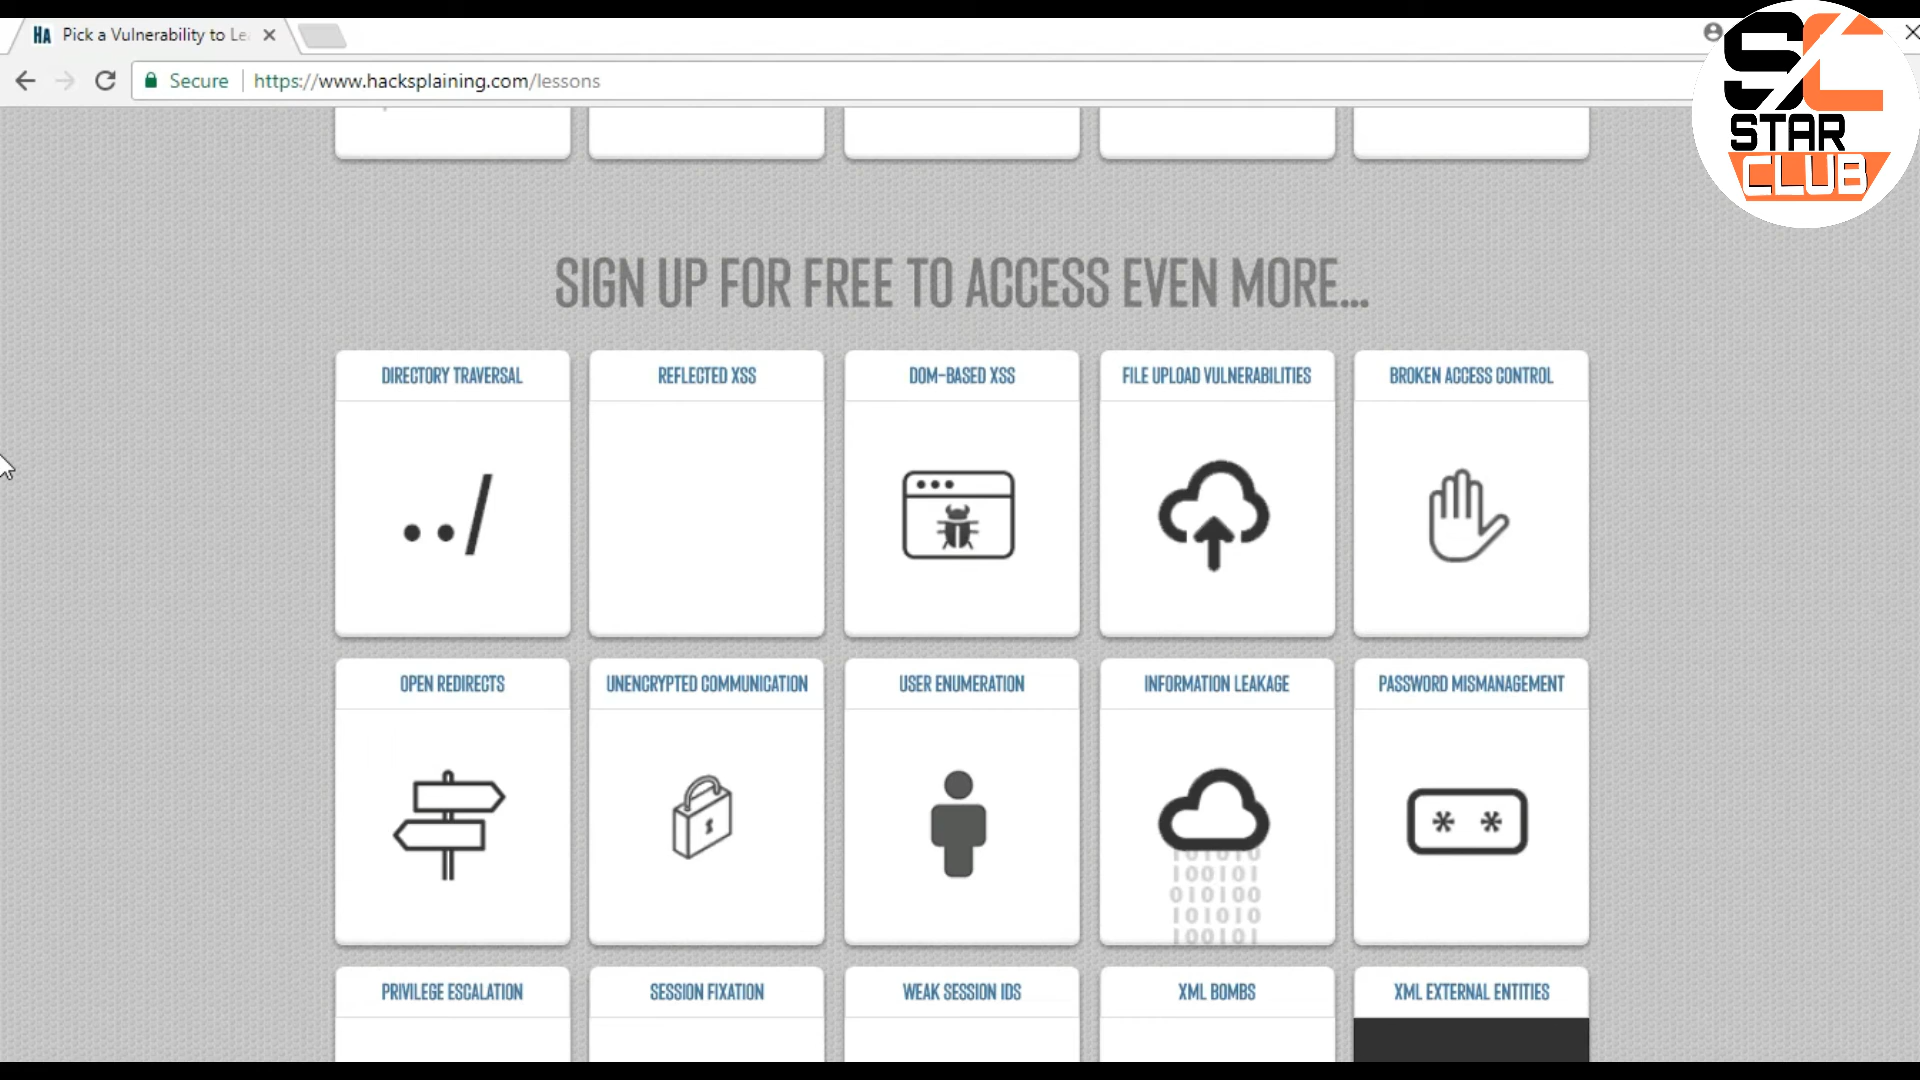 HA Pick a Vulnerability to Le
Secure https://www.hacksplaining.com/lessons
SC
STAR
CLUB
SIGN UP FOR FREE TO ACCESS EVEN MORE...
DIRECTORY TRAVERSAL REFLECTED XSS DOM-BASED XSS FILE UPLOAD VULNERABILITIES BROKEN ACCESS CONTROL
../
OPEN REDIRECTS UNENCRYPTED COMMUNICATION USER ENUMERATION INFORMATION LEAKAGE PASSWORD MISMANAGEMENT
* *
101010
100101
010100
101010
100101
PRIVILEGE ESCALATION SESSION FIXATION WEAK SESSION IDS XML BOMBS XML EXTERNAL ENTITIES